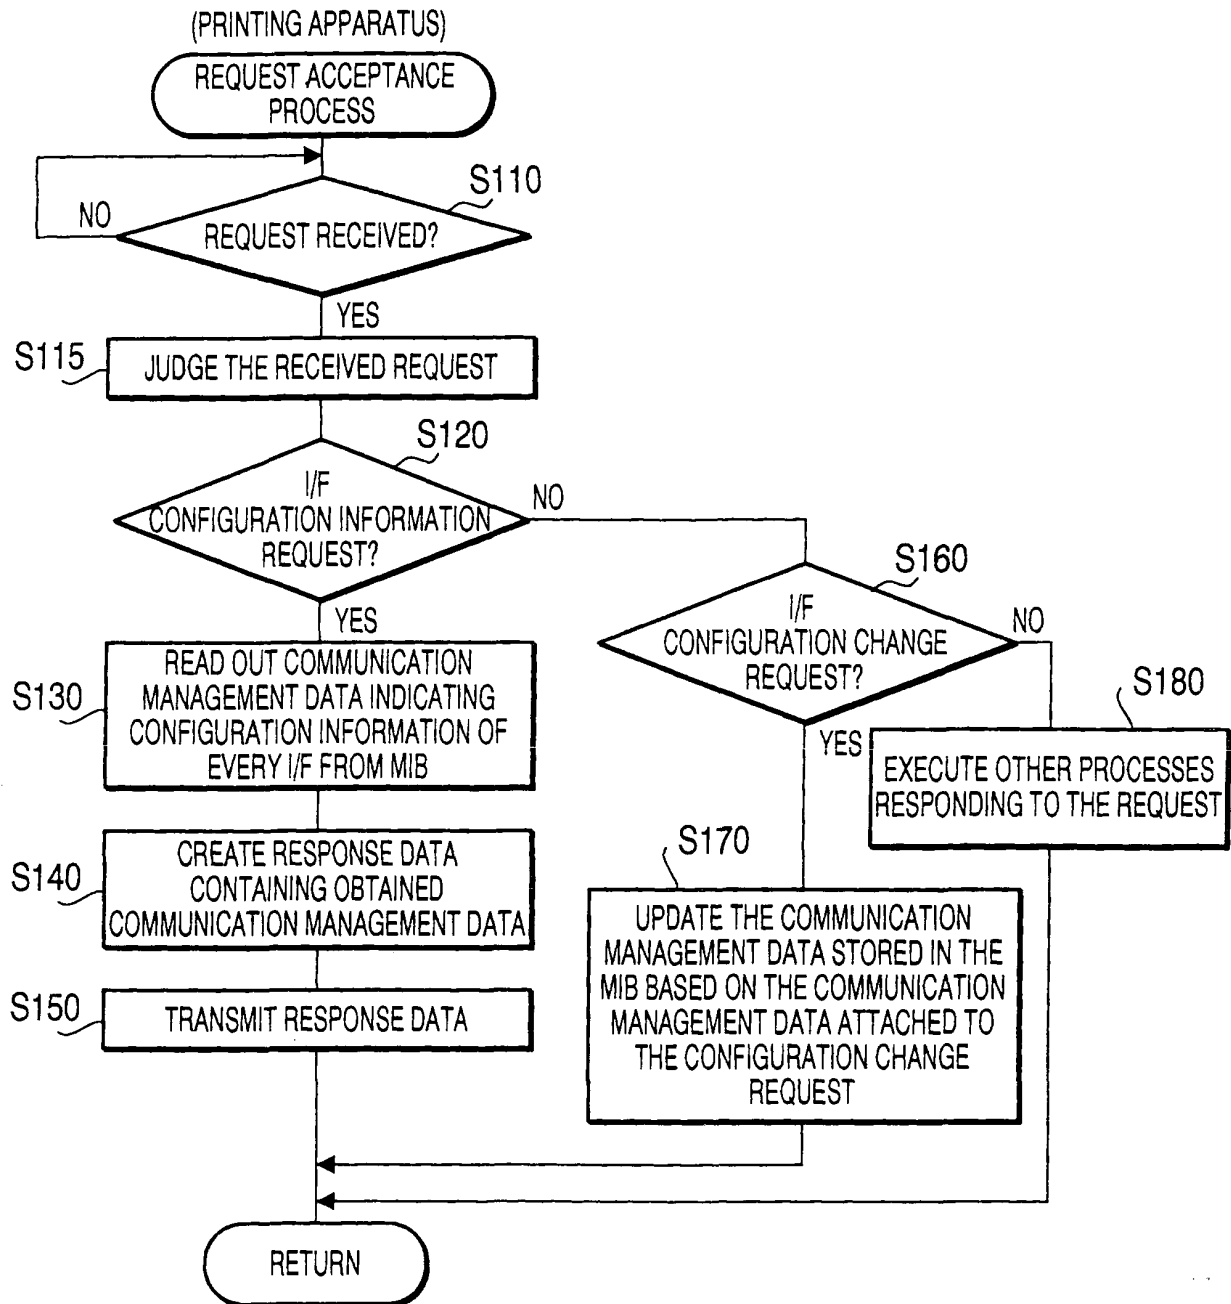 (PRINTING APPARATUS)
REQUEST ACCEPTANCE
PROCESS
S110
NO
REQUEST RECEIVED?
YES
S115
JUDGE THE RECEIVED REQUEST
S120
I/F
CONFIGURATION INFORMATION
REQUEST?
NO
YES
S160
I/F
CONFIGURATION CHANGE
REQUEST?
NO
YES
S130
READ OUT COMMUNICATION
MANAGEMENT DATA INDICATING
CONFIGURATION INFORMATION OF
EVERY I/F FROM MIB
S180
EXECUTE OTHER PROCESSES
RESPONDING TO THE REQUEST
S140
CREATE RESPONSE DATA
CONTAINING OBTAINED
COMMUNICATION MANAGEMENT DATA
S170
UPDATE THE COMMUNICATION
MANAGEMENT DATA STORED IN THE
MIB BASED ON THE COMMUNICATION
MANAGEMENT DATA ATTACHED TO
THE CONFIGURATION CHANGE
REQUEST
S150
TRANSMIT RESPONSE DATA
RETURN